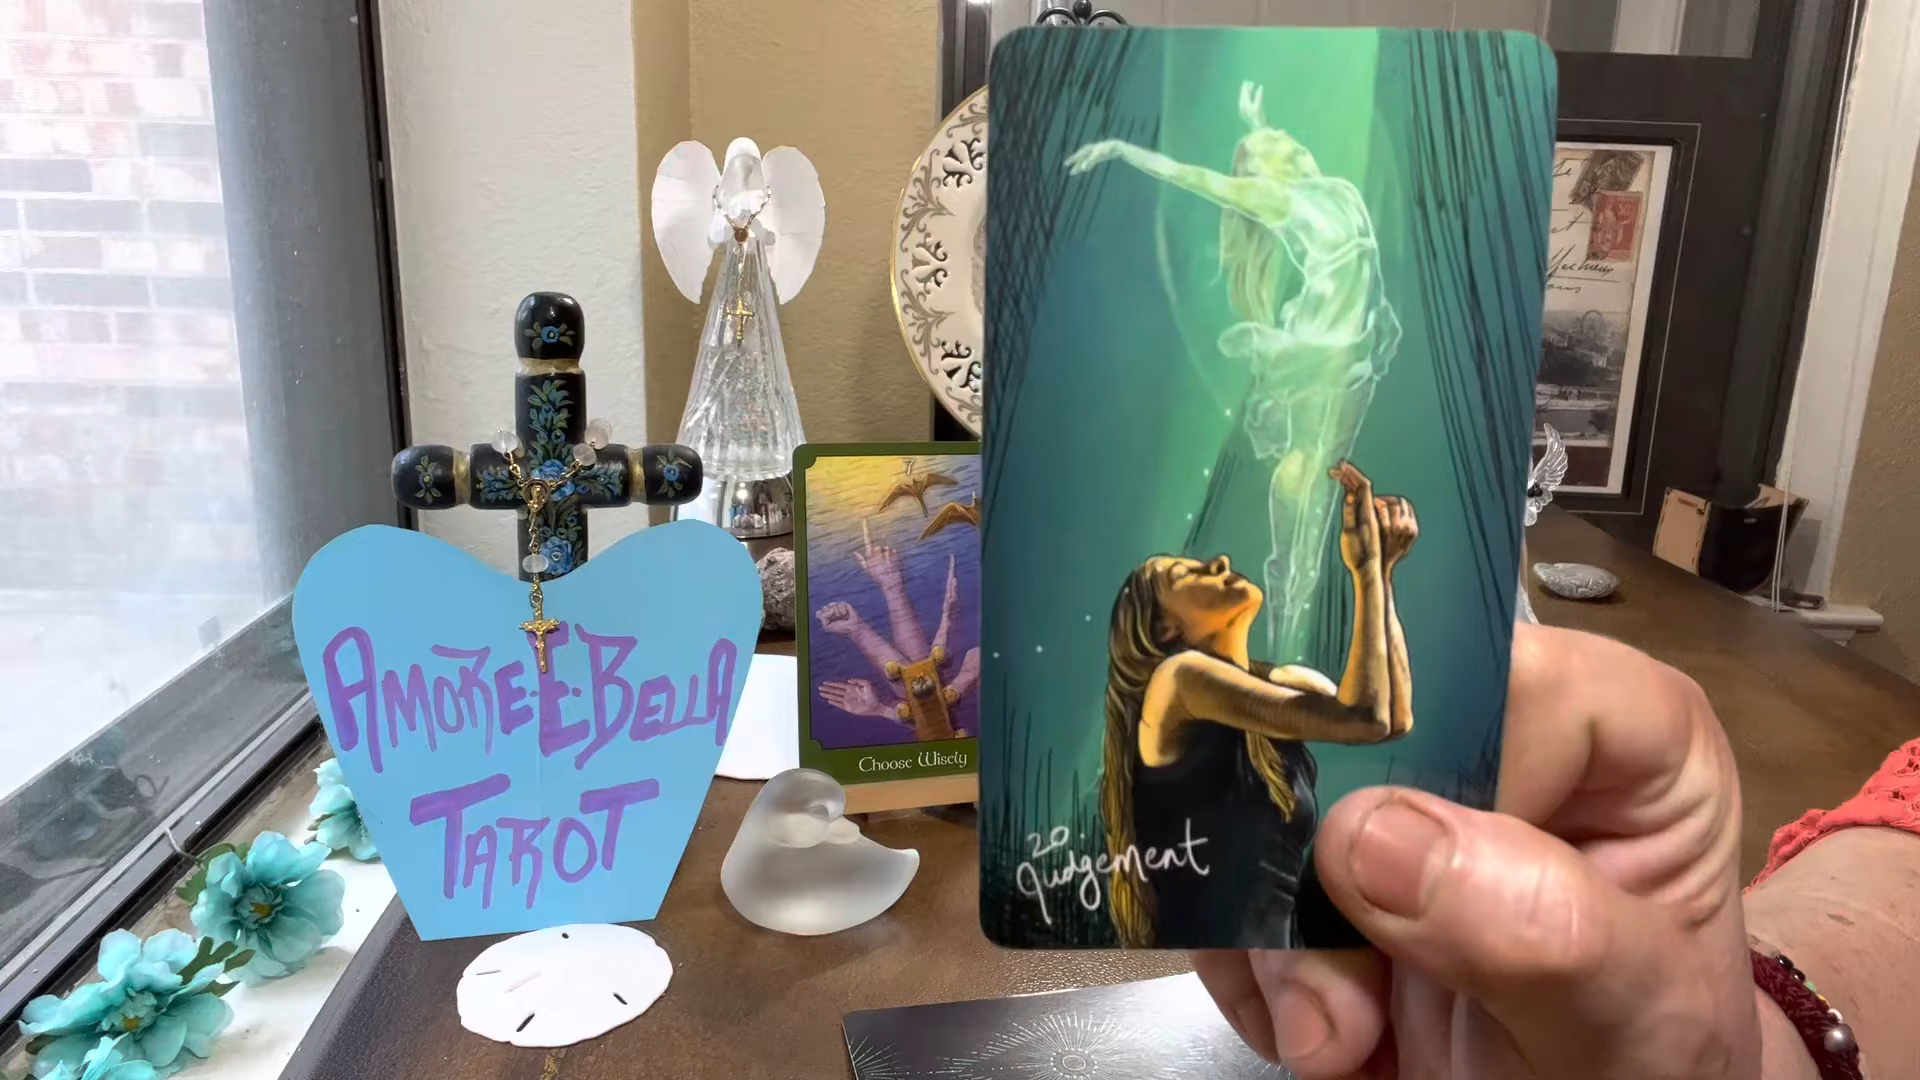 AMORE·E·BELLA
TAROT
7
Choose Wisely
20.
Judgement